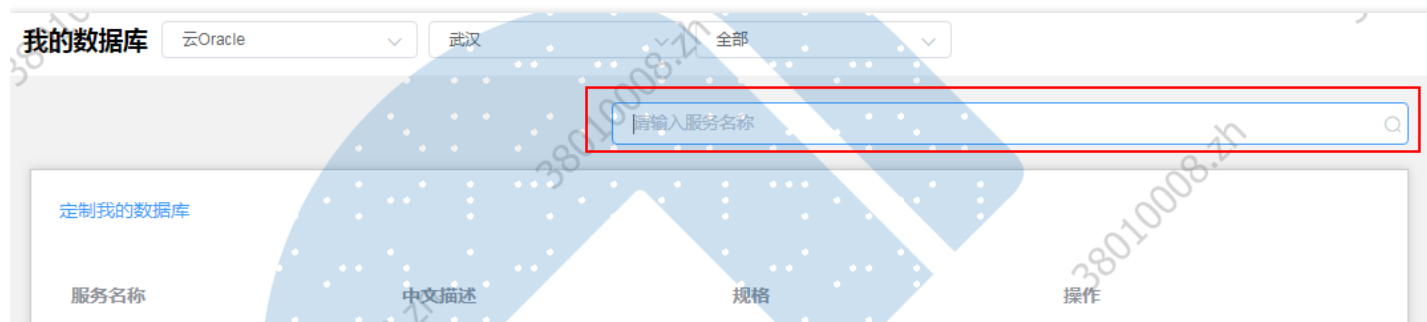 我的数据库 云Oracle 武汉 全部
请输入服务名称
定制我的数据库
服务名称 中文描述 规格 操作
38010008.zh
38010008.zh